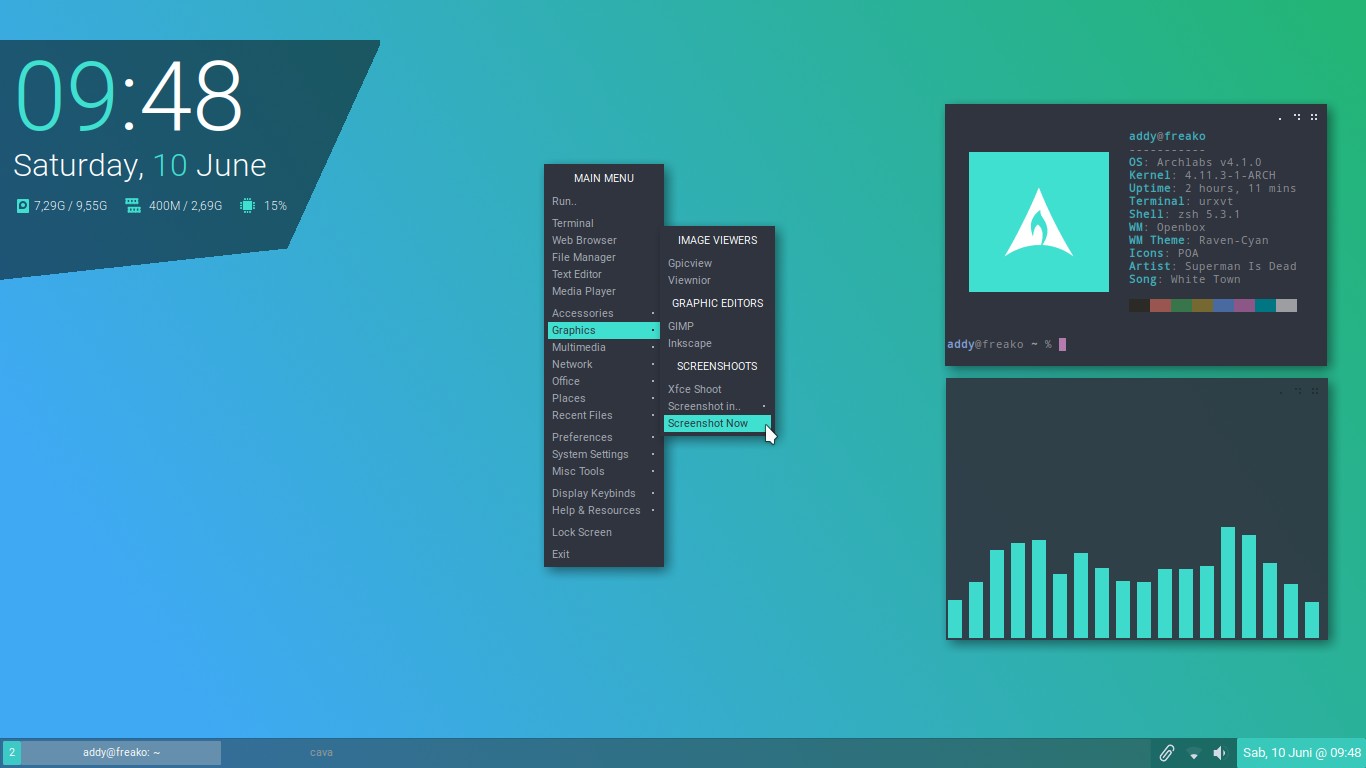 09:48
Saturday, 10 June
7,29G / 9,55G 400M / 2,69G 15%
MAIN MENU
Run..
Terminal
Web Browser
File Manager
Text Editor
Media Player
Accessories
Graphics
Multimedia
Network
Office
Places
Recent Files
Preferences
System Settings
Misc Tools
Display Keybinds
Help & Resources
Lock Screen
Exit
IMAGE VIEWERS
Gpicview
Viewnior
GRAPHIC EDITORS
GIMP
Inkscape
SCREENSHOOTS
Xfce Shoot
Screenshot in..
Screenshot Now
addy@freako
-----------
OS: Archlabs v4.1.0
Kernel: 4.11.3-1-ARCH
Uptime: 2 hours, 11 mins
Terminal: urxvt
Shell: zsh 5.3.1
WM: Openbox
WM Theme: Raven-Cyan
Icons: POA
Artist: Superman Is Dead
Song: White Town
addy@freako ~ %
2 addy@freako: ~ cava Sab, 10 Juni @ 09:48